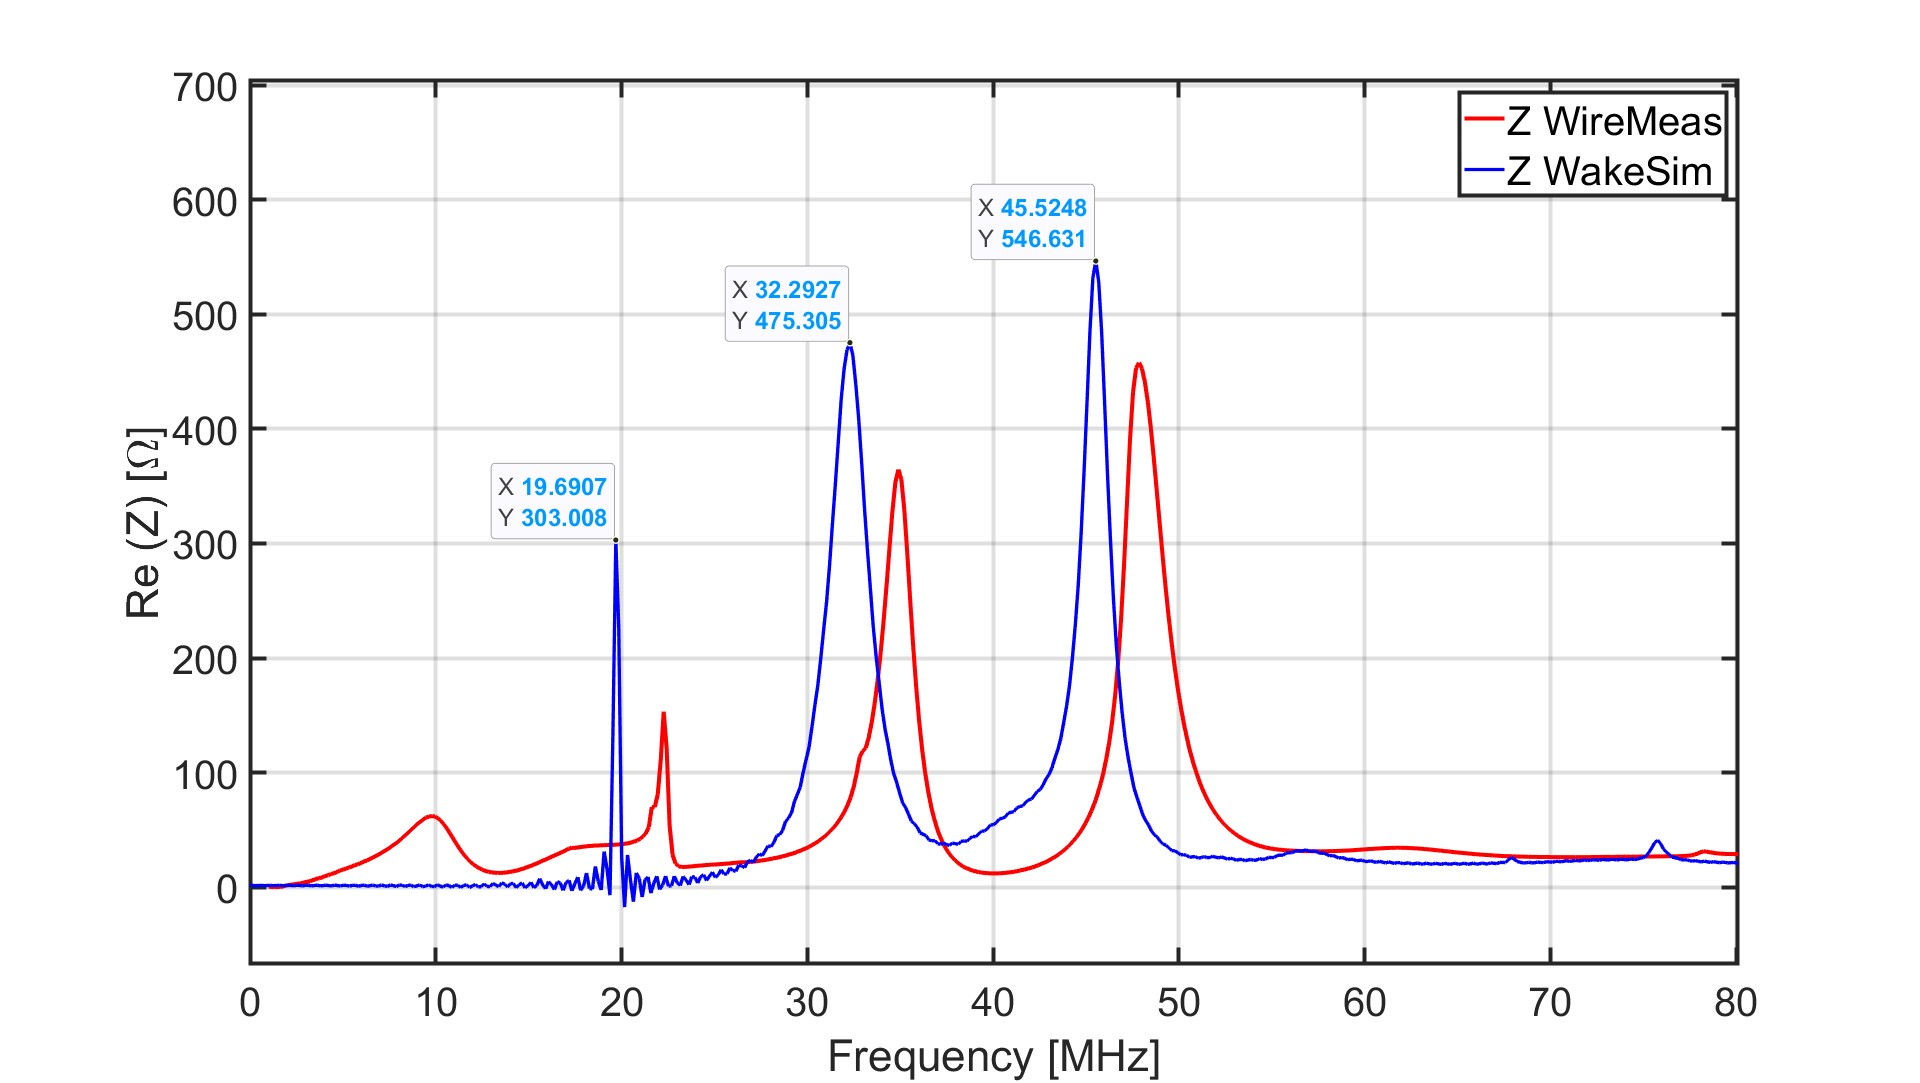 700
600
500
400
300
200
100
0
Re (Z) [Ω]
Z WireMeas
Z WakeSim
X 45.5248
Y 546.631
X 32.2927
Y 475.305
X 19.6907
Y 303.008
0 10 20 30 40 50 60 70 80
Frequency [MHz]